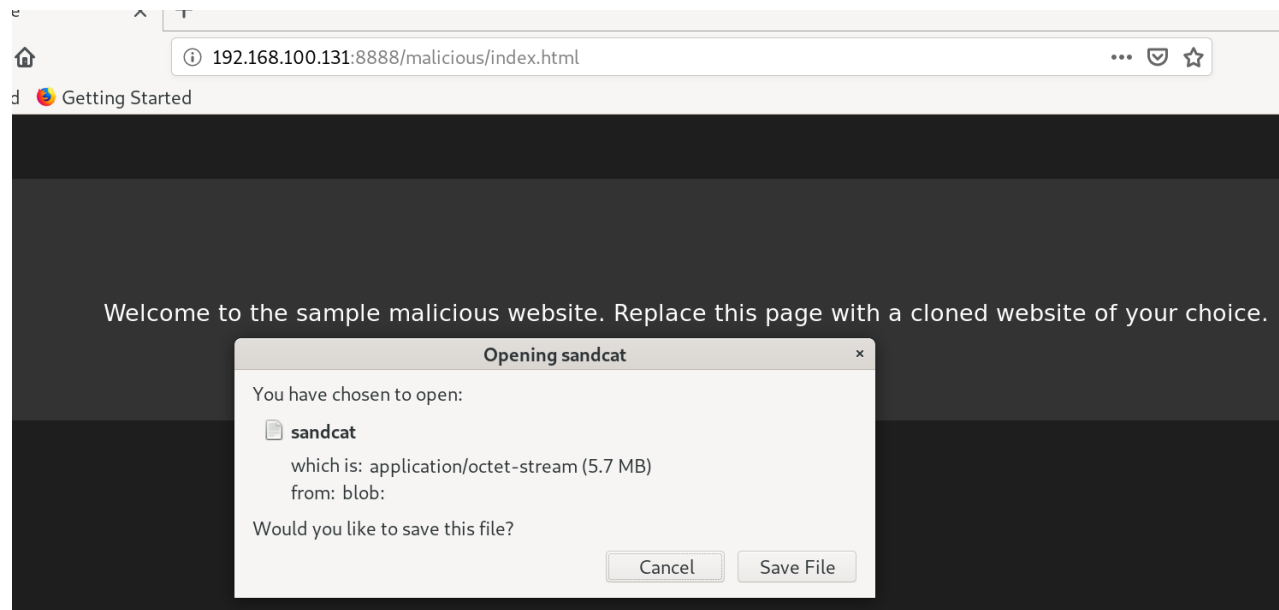 192.168.100.131:8888/malicious/index.html
Getting Started
Welcome to the sample malicious website. Replace this page with a cloned website of your choice.
Opening sandcat
You have chosen to open:
sandcat
which is: application/octet-stream (5.7 MB)
from: blob:
Would you like to save this file?
Cancel Save File